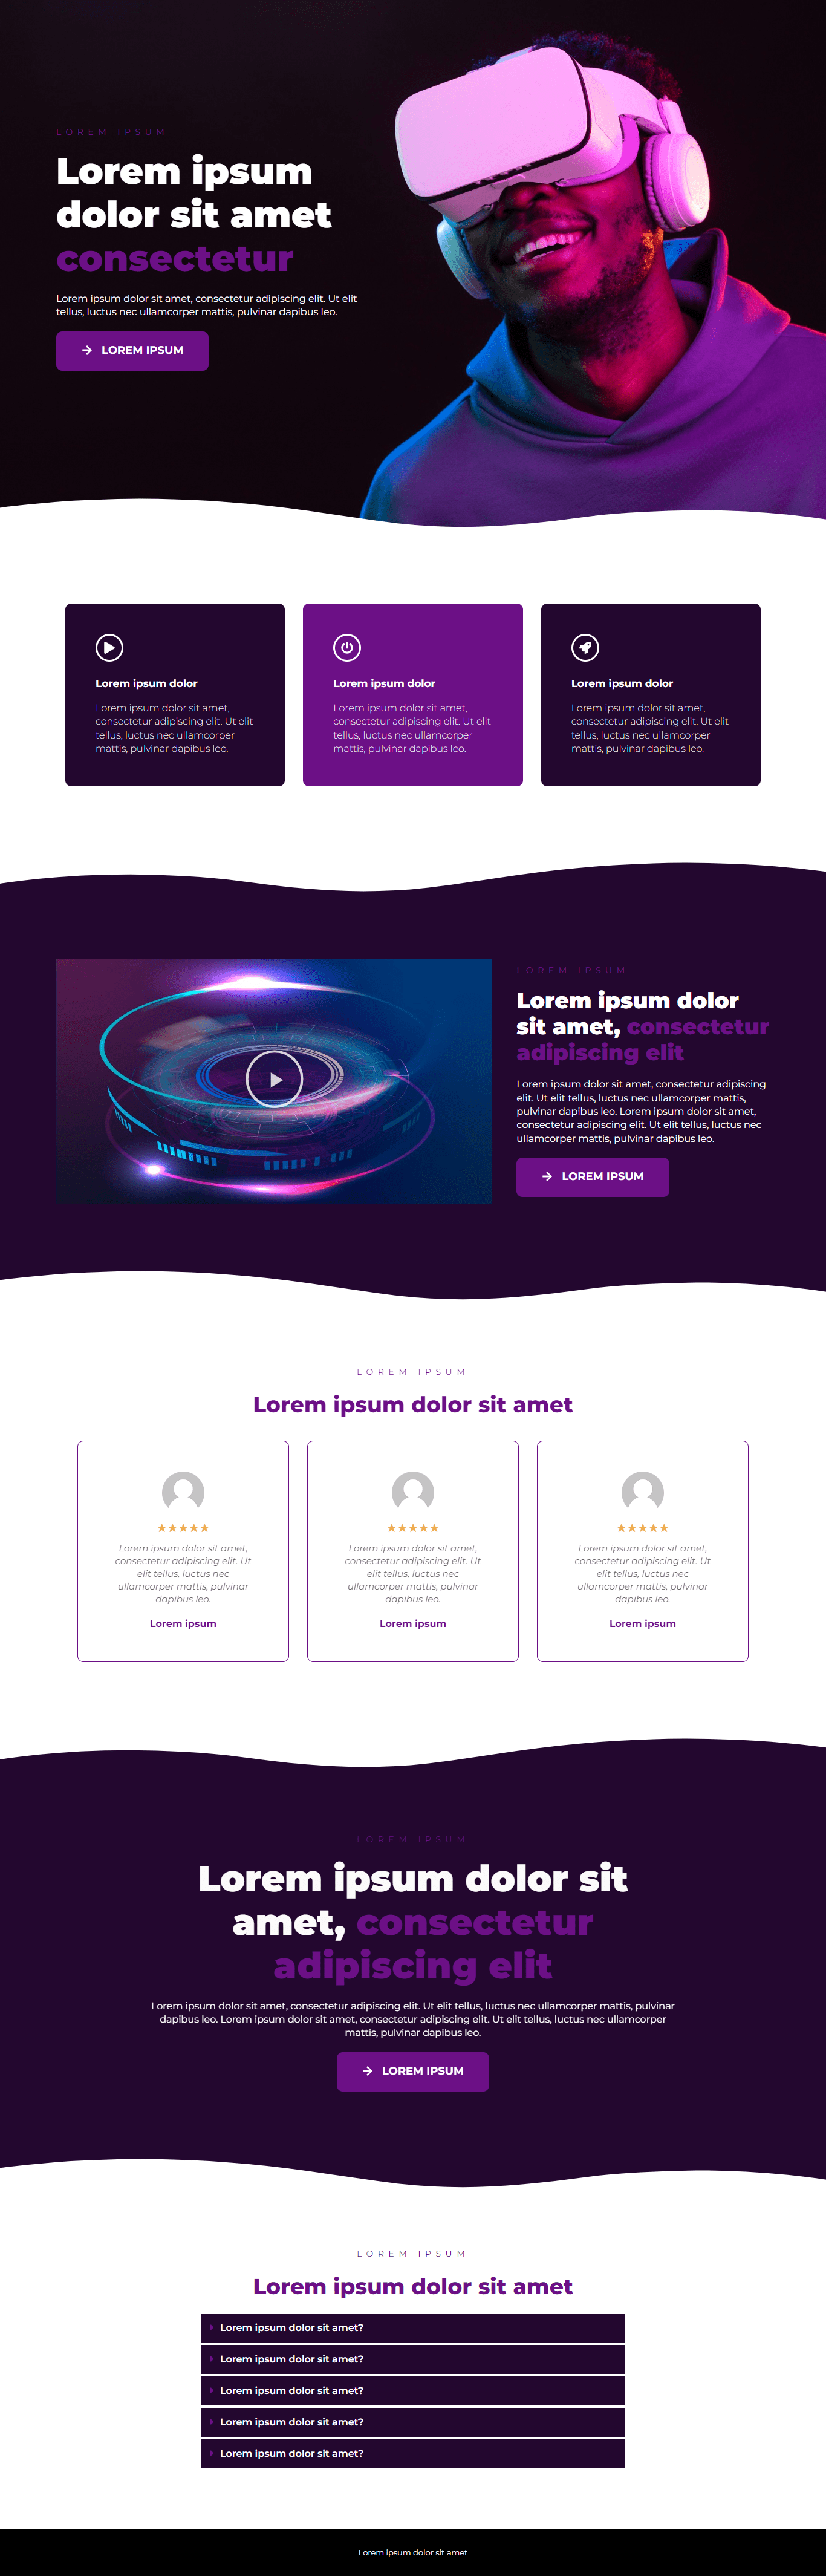 LOREM IPSUM
Lorem ipsum
dolor sit amet
consectetur
Lorem ipsum dolor sit amet, consectetur adipiscing elit. Ut elit
tellus, luctus nec ullamcorper mattis, pulvinar dapibus leo.
LOREM IPSUM
Lorem ipsum dolor
Lorem ipsum dolor sit amet,
consectetur adipiscing elit. Ut elit
tellus, luctus nec ullamcorper
mattis, pulvinar dapibus leo.
Lorem ipsum dolor
Lorem ipsum dolor sit amet,
consectetur adipiscing elit. Ut elit
tellus, luctus nec ullamcorper
mattis, pulvinar dapibus leo.
Lorem ipsum dolor
Lorem ipsum dolor sit amet,
consectetur adipiscing elit. Ut elit
tellus, luctus nec ullamcorper
mattis, pulvinar dapibus leo.
LOREM IPSUM
Lorem ipsum dolor
sit amet, consectetur
adipiscing elit
Lorem ipsum dolor sit amet, consectetur adipiscing
elit. Ut elit tellus, luctus nec ullamcorper mattis,
pulvinar dapibus leo. Lorem ipsum dolor sit amet,
consectetur adipiscing elit. Ut elit tellus, luctus nec
ullamcorper mattis, pulvinar dapibus leo.
LOREM IPSUM
LOREM IPSUM
Lorem ipsum dolor sit amet
Lorem ipsum dolor sit amet,
consectetur adipiscing elit. Ut
elit tellus, luctus nec
ullamcorper mattis, pulvinar
dapibus leo.
Lorem ipsum
Lorem ipsum dolor sit amet,
consectetur adipiscing elit. Ut
elit tellus, luctus nec
ullamcorper mattis, pulvinar
dapibus leo.
Lorem ipsum
Lorem ipsum dolor sit amet,
consectetur adipiscing elit. Ut
elit tellus, luctus nec
ullamcorper mattis, pulvinar
dapibus leo.
Lorem ipsum
LOREM IPSUM
Lorem ipsum dolor sit
amet, consectetur
adipiscing elit
Lorem ipsum dolor sit amet, consectetur adipiscing elit. Ut elit tellus, luctus nec ullamcorper mattis, pulvinar
dapibus leo. Lorem ipsum dolor sit amet, consectetur adipiscing elit. Ut elit tellus, luctus nec ullamcorper
mattis, pulvinar dapibus leo.
LOREM IPSUM
LOREM IPSUM
Lorem ipsum dolor sit amet
Lorem ipsum dolor sit amet?
Lorem ipsum dolor sit amet?
Lorem ipsum dolor sit amet?
Lorem ipsum dolor sit amet?
Lorem ipsum dolor sit amet?
Lorem ipsum dolor sit amet